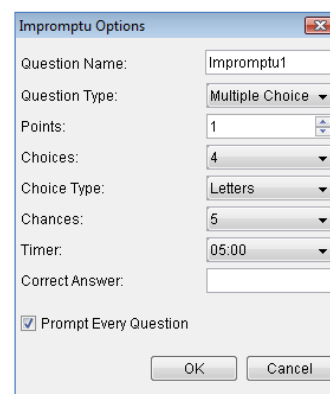 Impromptu Options
Question Name: Impromptu1
Question Type: Multiple Choice
Points: 1
Choices: 4
Choice Type: Letters
Chances: 5
Timer: 05:00
Correct Answer:
Prompt Every Question
OK Cancel